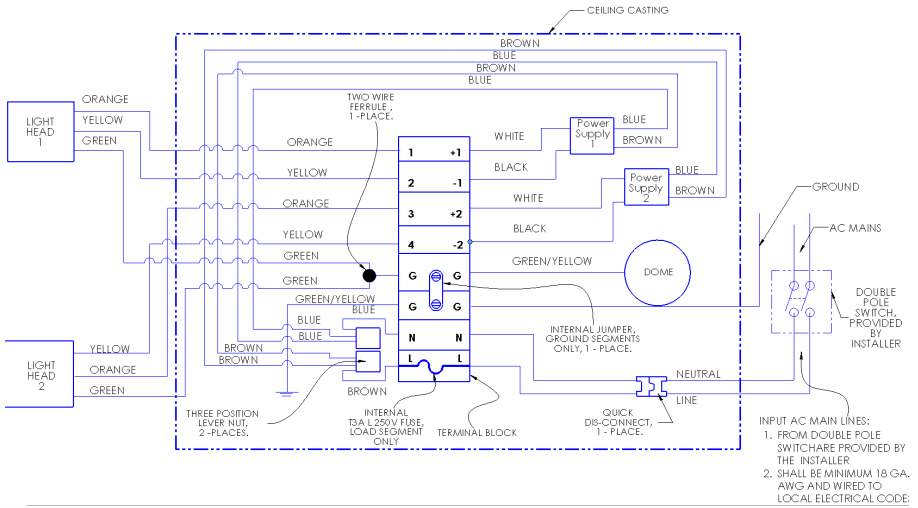 CEILING CASTING
BROWN
BLUE
BROWN
BLUE
ORANGE
YELLOW
GREEN
LIGHT
HEAD
1
TWO WIRE
FERRULE ,
1 -PLACE.
ORANGE
YELLOW
ORANGE
YELLOW
GREEN
GREEN
GREEN/YELLOW
BLUE
BLUE
BLUE
BROWN
BROWN
BROWN
1 +1
2 -1
3 +2
4 -2
G G
G G
N N
L L
WHITE
BLACK
WHITE
BLACK
GREEN/YELLOW
Power
Supply
1
BLUE
BROWN
Power
Supply
2
BLUE
BROWN
DOME
GROUND
AC MAINS
DOUBLE
POLE
SWITCH,
PROVIDED
BY
INSTALLER
INTERNAL JUMPER,
GROUND SEGMENTS
ONLY, 1 - PLACE.
LIGHT
HEAD
2
YELLOW
ORANGE
GREEN
THREE POSITION
LEVER NUT,
2 -PLACES.
INTERNAL
T3A L 250V FUSE,
LOAD SEGMENT
ONLY
TERMINAL BLOCK
QUICK
DIS-CONNECT,
1 - PLACE.
NEUTRAL
LINE
INPUT AC MAIN LINES:
1. FROM DOUBLE POLE
SWITCHARE PROVIDED BY
THE INSTALLER
2. SHALL BE MINIMUM 18 GA.
AWG AND WIRED TO
LOCAL ELECTRICAL CODES